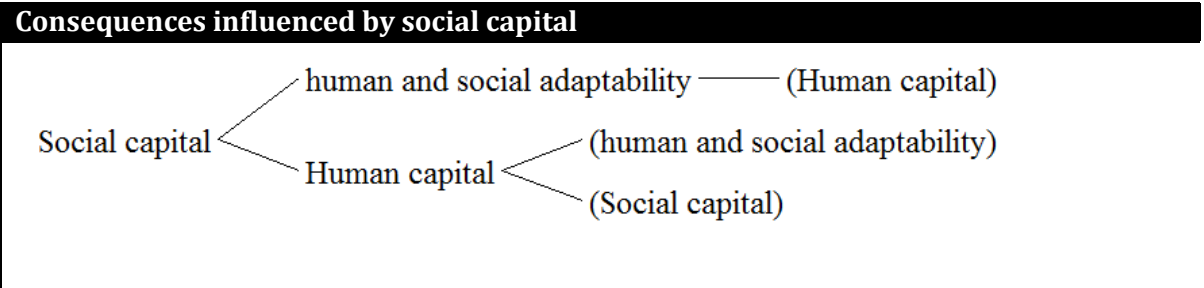 Consequences influenced by social capital
human and social adaptability (Human capital)
Social capital (human and social adaptability)
Human capital
(Social capital)